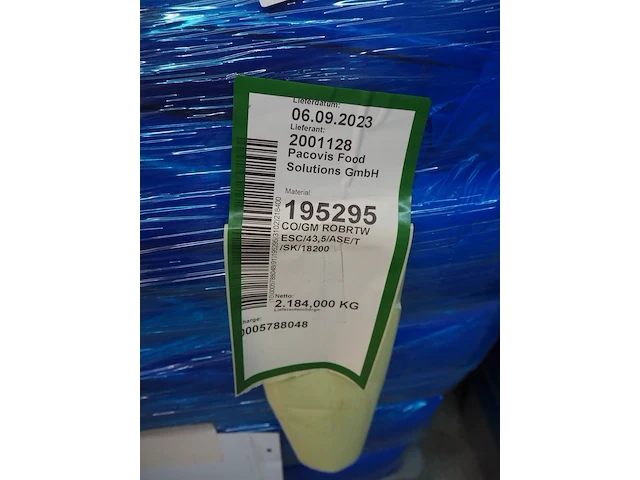 Lieferdatum:
06.09.2023
Lieferant:
2001128
Pacovis Food
Solutions GmbH
Material:
195295
CO/GM ROBRTW
ESC/43,5/ASE/T
/SK/18200
Netto:
2.184,000 KG
Lieferantencharge:
charge:
0005788048